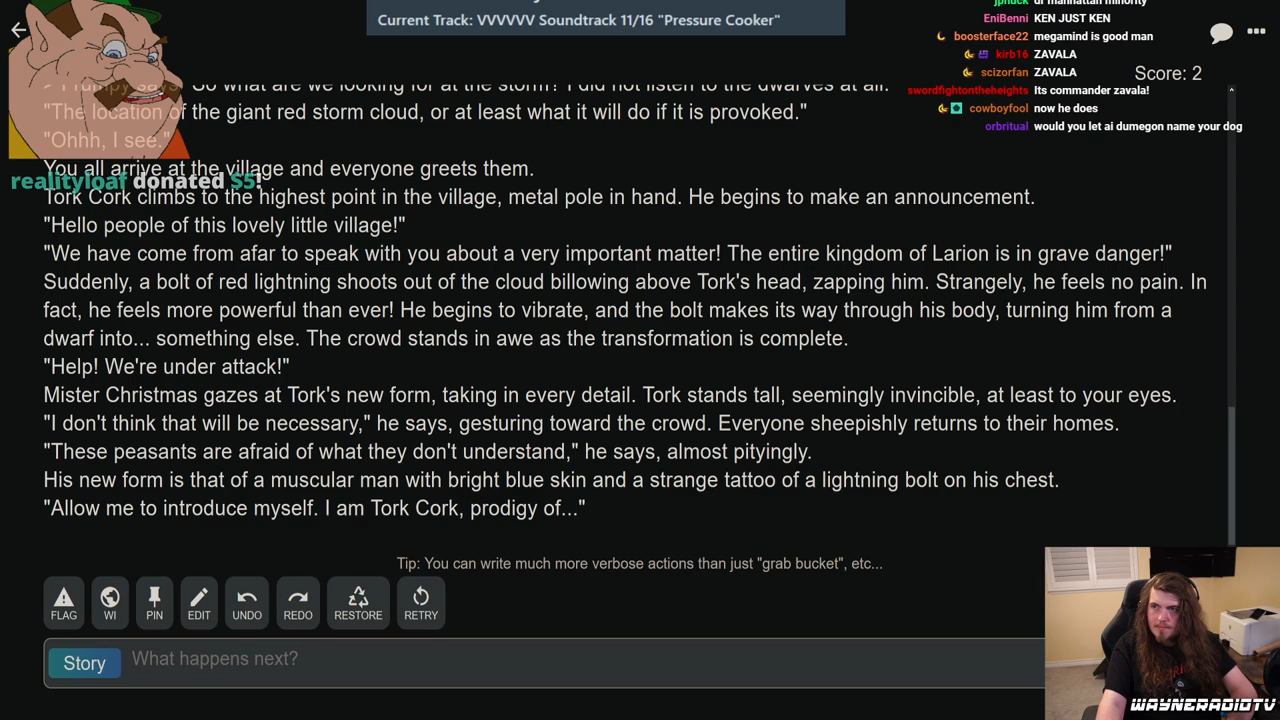 Current Track: VVVVVV Soundtrack 11/16 "Pressure Cooker"
EniBenni KEN JUST KEN
boosterface22 megamind is good man
kirb16 ZAVALA
scizorfan ZAVALA
swordfightontheheights Its commander zavala!
cowboyfool now he does
orbritual would you let ai dumegon name your dog
Score: 2
realityloaf donated $5!
"The location of the giant red storm cloud, or at least what it will do if it is provoked."
"Ohhh, I see."
You all arrive at the village and everyone greets them.
Tork Cork climbs to the highest point in the village, metal pole in hand. He begins to make an announcement.
"Hello people of this lovely little village!"
"We have come from afar to speak with you about a very important matter! The entire kingdom of Larion is in grave danger!"
Suddenly, a bolt of red lightning shoots out of the cloud billowing above Tork's head, zapping him. Strangely, he feels no pain. In
fact, he feels more powerful than ever! He begins to vibrate, and the bolt makes its way through his body, turning him from a
dwarf into... something else. The crowd stands in awe as the transformation is complete.
"Help! We're under attack!"
Mister Christmas gazes at Tork's new form, taking in every detail. Tork stands tall, seemingly invincible, at least to your eyes.
"I don't think that will be necessary," he says, gesturing toward the crowd. Everyone sheepishly returns to their homes.
"These peasants are afraid of what they don't understand," he says, almost pityingly.
His new form is that of a muscular man with bright blue skin and a strange tattoo of a lightning bolt on his chest.
"Allow me to introduce myself. I am Tork Cork, prodigy of..."
Tip: You can write much more verbose actions than just "grab bucket", etc...
FLAG WI PIN EDIT UNDO REDO RESTORE RETRY
Story What happens next?
WAYNERADIOTV